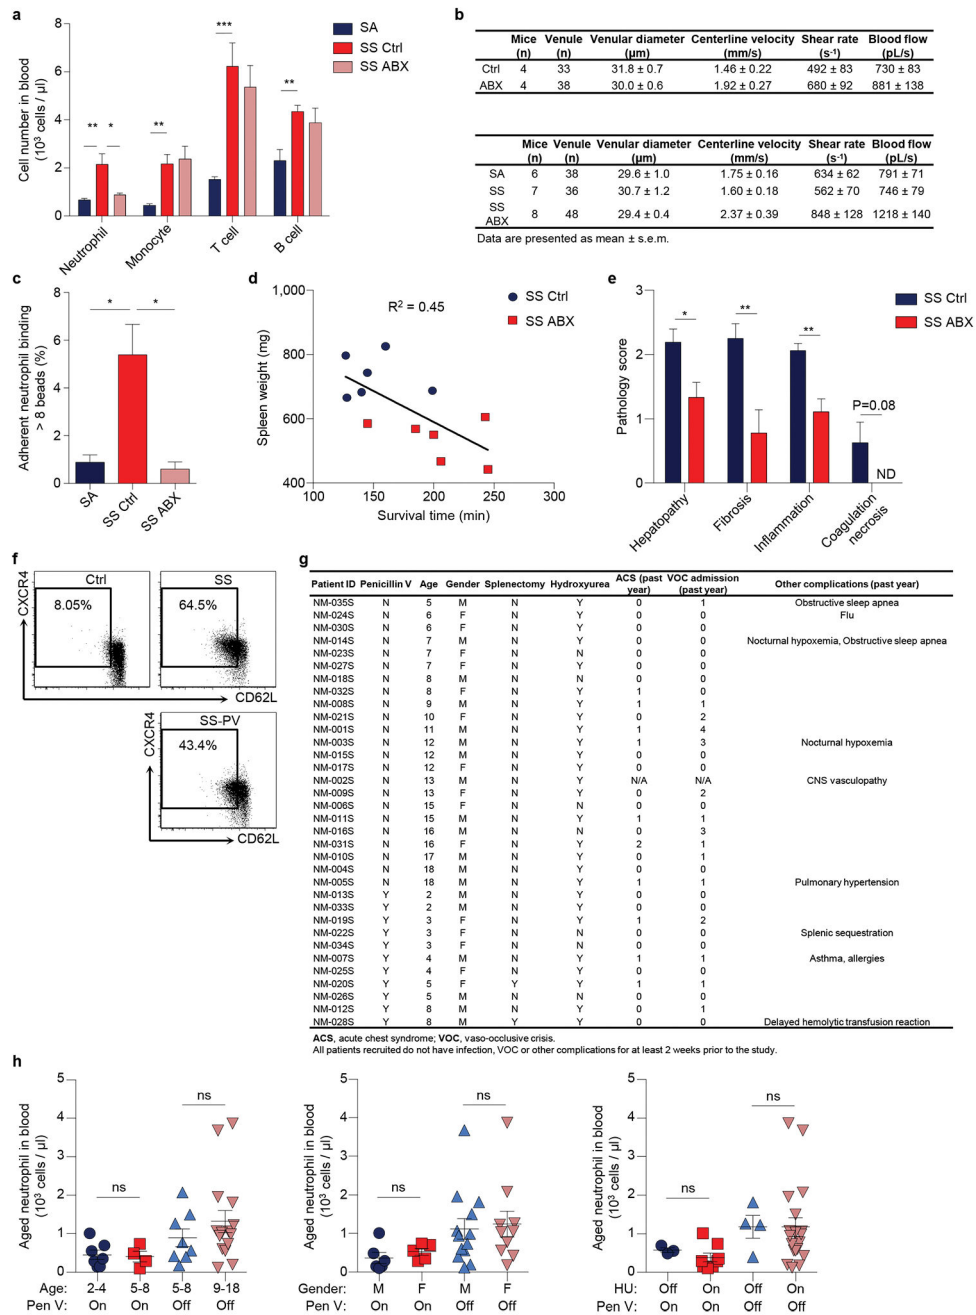 a
Cell number in blood
(10³ cells / µl)
8
6
4
2
0
SA
SS Ctrl
SS ABX
** * ** *** **
Neutrophil Monocyte T cell B cell
b
Mice (n) Venule (n) Venular diameter (µm) Centerline velocity (mm/s) Shear rate (s⁻¹) Blood flow (pL/s)
Ctrl 4 33 31.8 ± 0.7 1.46 ± 0.22 492 ± 83 730 ± 83
ABX 4 38 30.0 ± 0.6 1.92 ± 0.27 680 ± 92 881 ± 138
Mice (n) Venule (n) Venular diameter (µm) Centerline velocity (mm/s) Shear rate (s⁻¹) Blood flow (pL/s)
SA 6 38 29.6 ± 1.0 1.75 ± 0.16 634 ± 62 791 ± 71
SS 7 36 30.7 ± 1.2 1.60 ± 0.18 562 ± 70 746 ± 79
SS ABX 8 48 29.4 ± 0.4 2.37 ± 0.39 848 ± 128 1218 ± 140
Data are presented as mean ± s.e.m.
c
Adherent neutrophil binding
> 8 beads (%)
8
6
4
2
0
* *
SA SS Ctrl SS ABX
d
Spleen weight (mg)
1,000
800
600
400
R² = 0.45
SS Ctrl
SS ABX
100 150 200 250 300
Survival time (min)
e
Pathology score
3
2
1
0
SS Ctrl
SS ABX
* ** ** P=0.08
ND
Hepatopathy Fibrosis Inflammation Coagulation necrosis
f
CXCR4
Ctrl
8.05%
SS
64.5%
CD62L
CXCR4
SS-PV
43.4%
CD62L
g
Patient ID Penicillin V Age Gender Splenectomy Hydroxyurea ACS (past year) VOC admission (past year) Other complications (past year)
NM-035S N 5 M N Y 0 1 Obstructive sleep apnea
NM-024S N 6 F N Y 0 0 Flu
NM-030S N 6 F N Y 0 0
NM-014S N 7 M N Y 0 0 Nocturnal hypoxemia, Obstructive sleep apnea
NM-023S N 7 F N N 0 0
NM-027S N 7 F N Y 0 0
NM-018S N 8 M N N 0 0
NM-032S N 8 F N Y 1 0
NM-008S N 9 M N Y 1 1
NM-021S N 10 F N Y 0 2
NM-001S N 11 M N Y 1 4
NM-003S N 12 M N Y 1 3 Nocturnal hypoxemia
NM-015S N 12 M N Y 0 0
NM-017S N 12 F N Y 0 0
NM-002S N 13 M N Y N/A N/A CNS vasculopathy
NM-009S N 13 F N Y 0 2
NM-006S N 15 F N N 0 0
NM-011S N 15 M N Y 1 1
NM-016S N 16 M N N 0 3
NM-031S N 16 F N Y 2 1
NM-010S N 17 M N Y 0 1
NM-004S N 18 M N Y 0 0
NM-005S N 18 M N Y 1 1 Pulmonary hypertension
NM-013S Y 2 M N Y 0 0
NM-033S Y 2 M N Y 0 0
NM-019S Y 3 F N Y 1 2
NM-022S Y 3 F N N 0 0 Splenic sequestration
NM-034S Y 3 F N N 0 0
NM-007S Y 4 M N Y 1 1 Asthma, allergies
NM-025S Y 4 F N Y 0 0
NM-020S Y 5 F Y Y 1 1
NM-026S Y 5 M N N 0 0
NM-012S Y 8 M N Y 0 1
NM-028S Y 8 M Y Y 0 0 Delayed hemolytic transfusion reaction
ACS, acute chest syndrome; VOC, vaso-occlusive crisis.
All patients recruited do not have infection, VOC or other complications for at least 2 weeks prior to the study.
h
Aged neutrophil in blood
(10³ cells / µl)
5
4
3
2
1
0
ns ns
Age: 2-4 5-8 5-8 9-18
Pen V: On On Off Off
Aged neutrophil in blood
(10³ cells / µl)
5
4
3
2
1
0
ns ns
Gender: M F M F
Pen V: On On Off Off
Aged neutrophil in blood
(10³ cells / µl)
5
4
3
2
1
0
ns ns
HU: Off On Off On
Pen V: On On Off Off